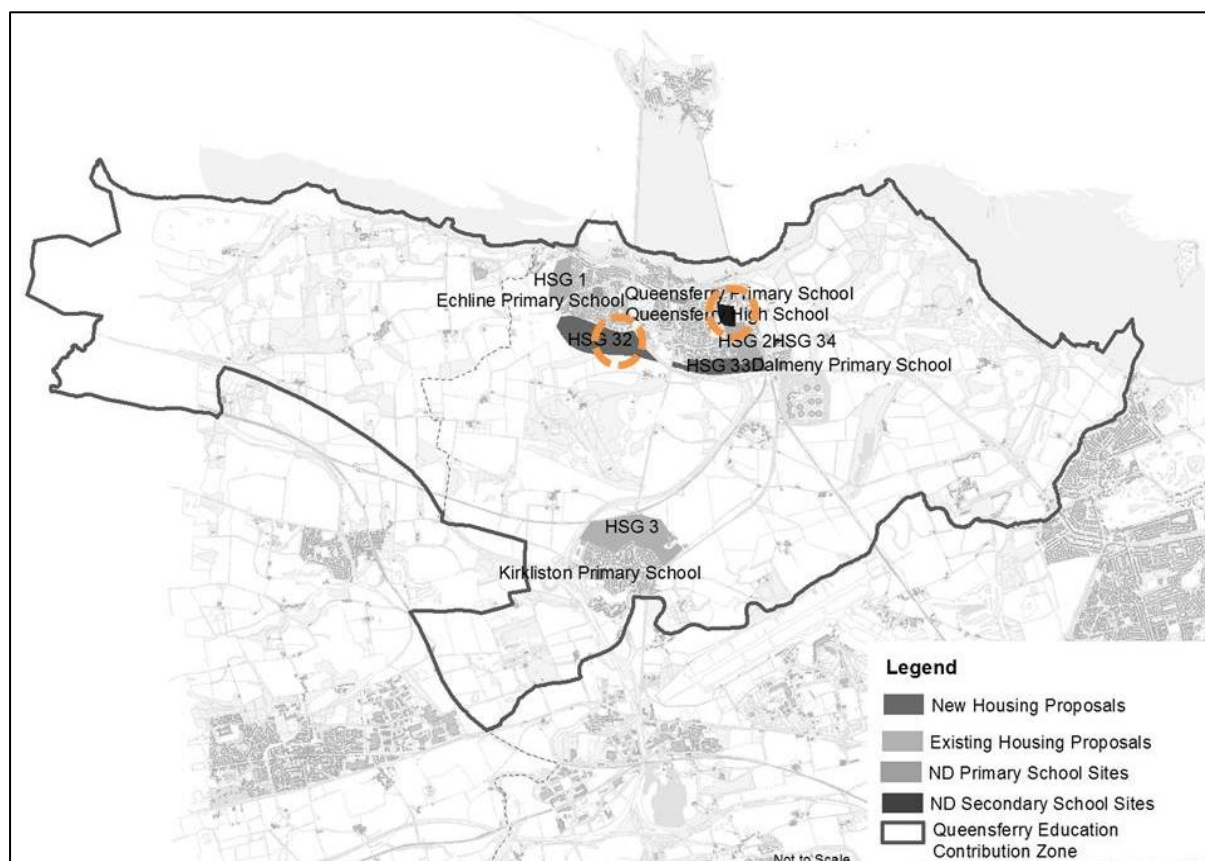 HSG 1
Echline Primary School
Queensferry Primary School
Queensferry High School
HSG 32
HSG 2
HSG 34
HSG 33
Dalmeny Primary School
HSG 3
Kirkliston Primary School
Legend
New Housing Proposals
Existing Housing Proposals
ND Primary School Sites
ND Secondary School Sites
Queensferry Education
Contribution Zone
Not to Scale